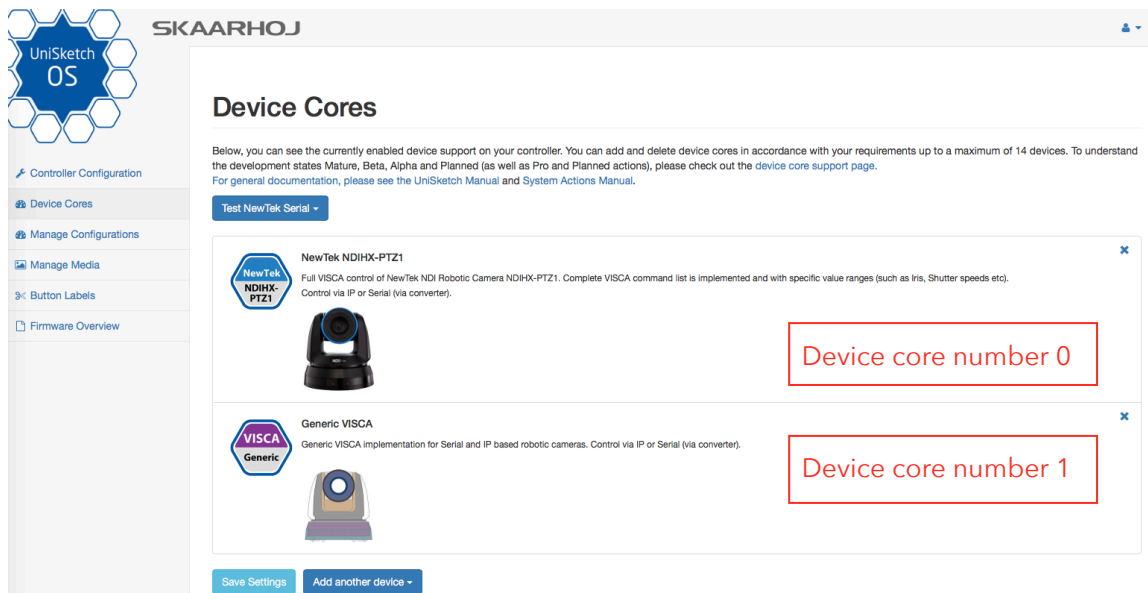 SKAARHOJ
UniSketch
OS
Controller Configuration
Device Cores
Manage Configurations
Manage Media
Button Labels
Firmware Overview
Device Cores
Below, you can see the currently enabled device support on your controller. You can add and delete device cores in accordance with your requirements up to a maximum of 14 devices. To understand
the development states Mature, Beta, Alpha and Planned (as well as Pro and Planned actions), please check out the device core support page.
For general documentation, please see the UniSketch Manual and System Actions Manual.
Test NewTek Serial
NewTek
NDIHX-
PTZ1
NewTek NDIHX-PTZ1
Full VISCA control of NewTek NDI Robotic Camera NDIHX-PTZ1. Complete VISCA command list is implemented and with specific value ranges (such as Iris, Shutter speeds etc).
Control via IP or Serial (via converter).
Device core number 0
VISCA
Generic
Generic VISCA
Generic VISCA implementation for Serial and IP based robotic cameras. Control via IP or Serial (via converter).
Device core number 1
Save Settings
Add another device